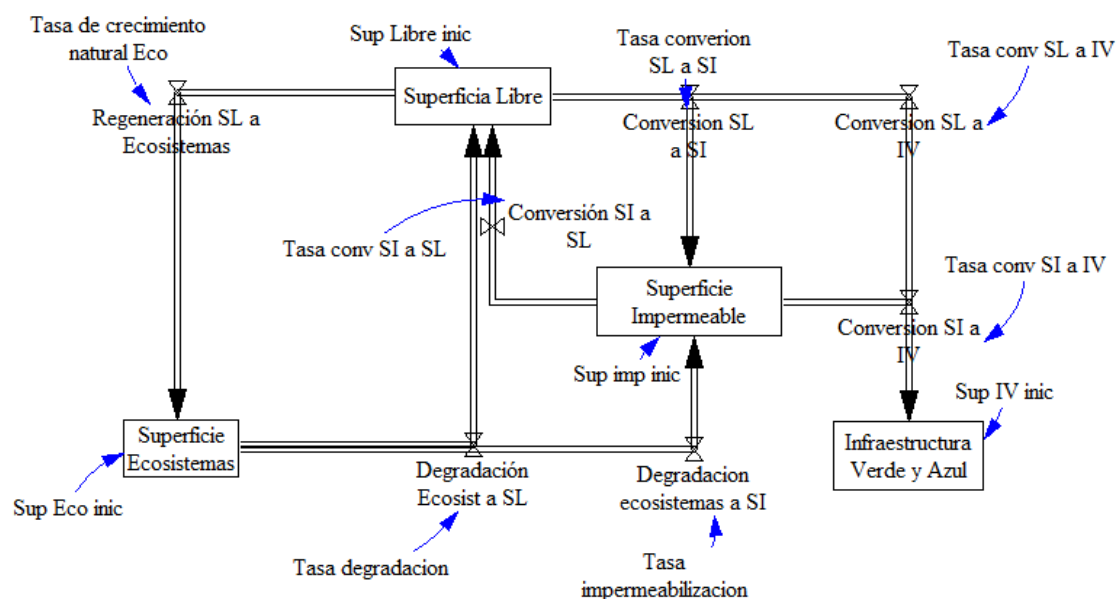 Tasa de crecimiento
natural Eco
Sup Libre inic
Tasa converion
SL a SI
Tasa conv SL a IV
Superficia Libre
Regeneración SL a
Ecosistemas
Conversion SL
a SI
Conversion SL a
IV
Conversión SI a
SL
Tasa conv SI a SL
Tasa conv SI a IV
Superficie
Impermeable
Conversion SI a
IV
Sup imp inic
Sup IV inic
Superficie
Ecosistemas
Infraestructura
Verde y Azul
Sup Eco inic
Degradación
Ecosist a SL
Degradacion
ecosistemas a SI
Tasa degradacion
Tasa
impermeabilizacion